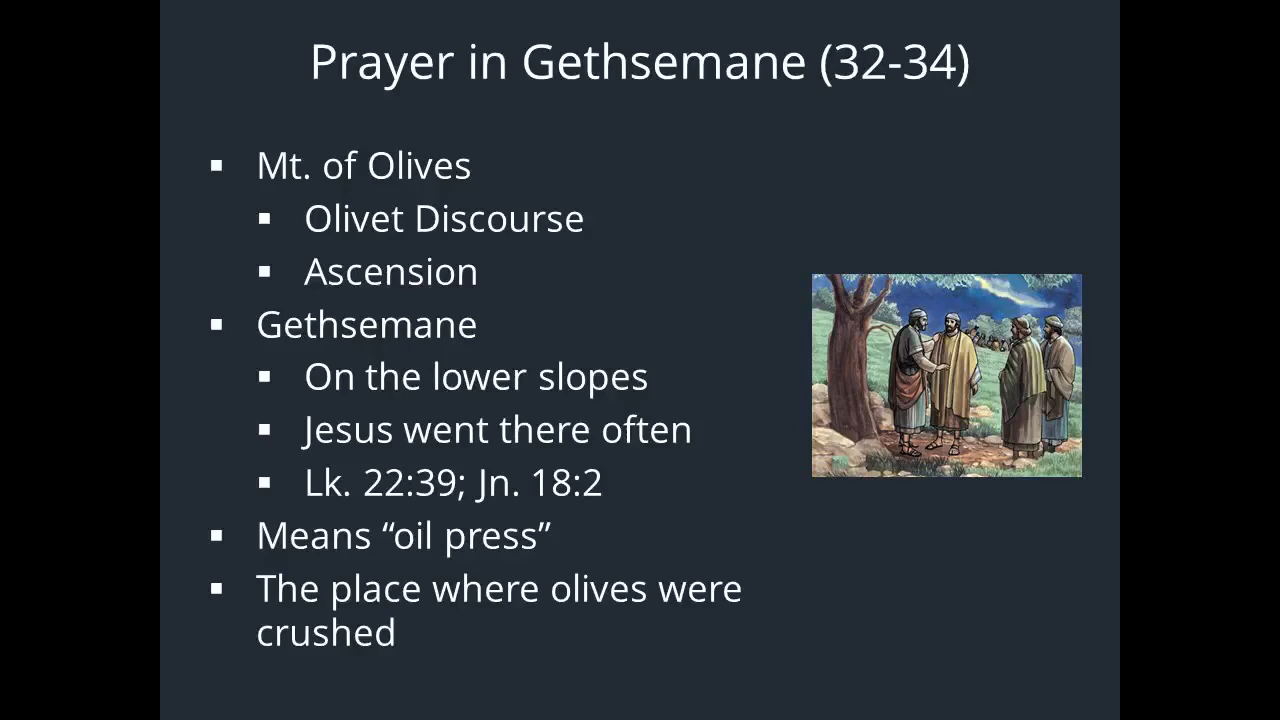 Prayer in Gethsemane (32-34)
▪ Mt. of Olives
▪ Olivet Discourse
▪ Ascension
▪ Gethsemane
▪ On the lower slopes
▪ Jesus went there often
▪ Lk. 22:39; Jn. 18:2
▪ Means “oil press”
▪ The place where olives were
crushed